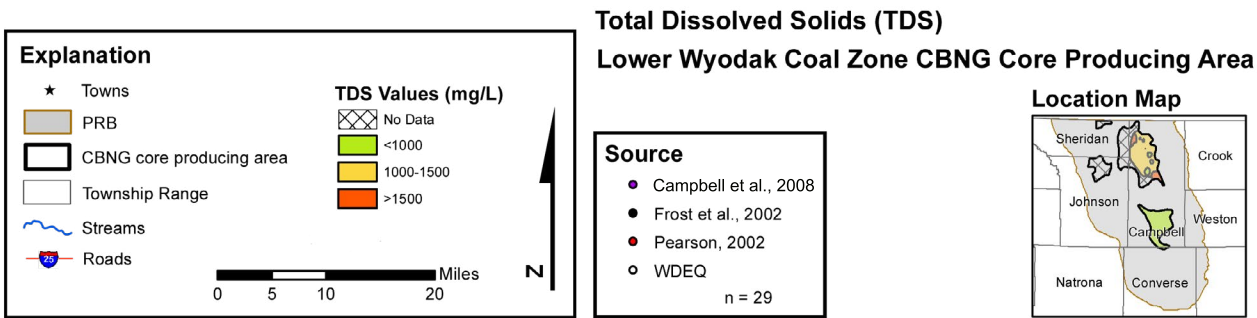 Total Dissolved Solids (TDS)
Lower Wyodak Coal Zone CBNG Core Producing Area
Explanation
Towns
PRB
CBNG core producing area
Township Range
Streams
25
Roads
TDS Values (mg/L)
No Data
<1000
1000-1500
>1500
Miles
0 5 10 20
N
Source
Campbell et al., 2008
Frost et al., 2002
Pearson, 2002
WDEQ
n = 29
Location Map
Sheridan
Crook
Johnson
Weston
Campbell
Natrona
Converse